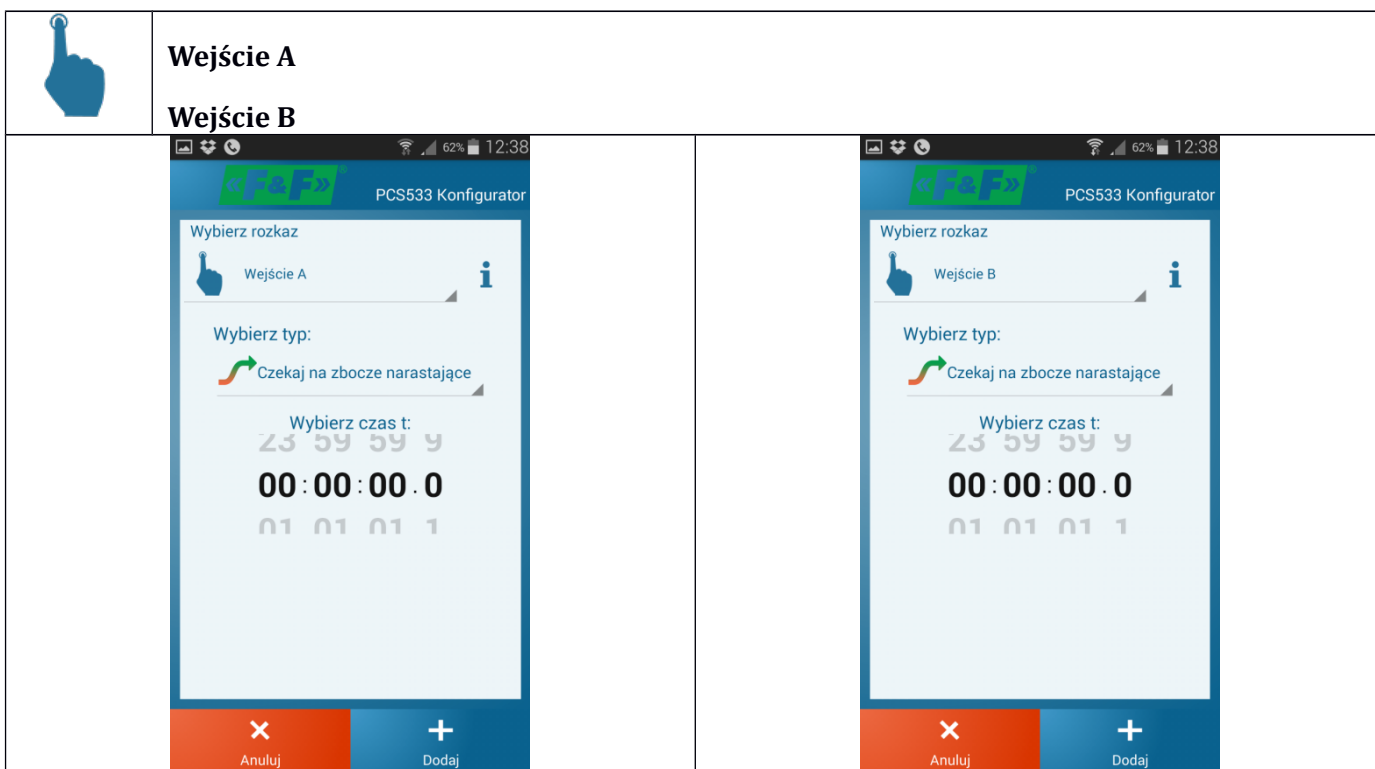 Wejście A
Wejście B
62% 12:38
«F&F»®
PCS533 Konfigurator
Wybierz rozkaz
Wejście A
i
Wybierz typ:
Czekaj na zbocze narastające
Wybierz czas t:
23 59 59 9
00:00:00.0
01 01 01 1
Anuluj
Dodaj
62% 12:38
«F&F»®
PCS533 Konfigurator
Wybierz rozkaz
Wejście B
i
Wybierz typ:
Czekaj na zbocze narastające
Wybierz czas t:
23 59 59 9
00:00:00.0
01 01 01 1
Anuluj
Dodaj